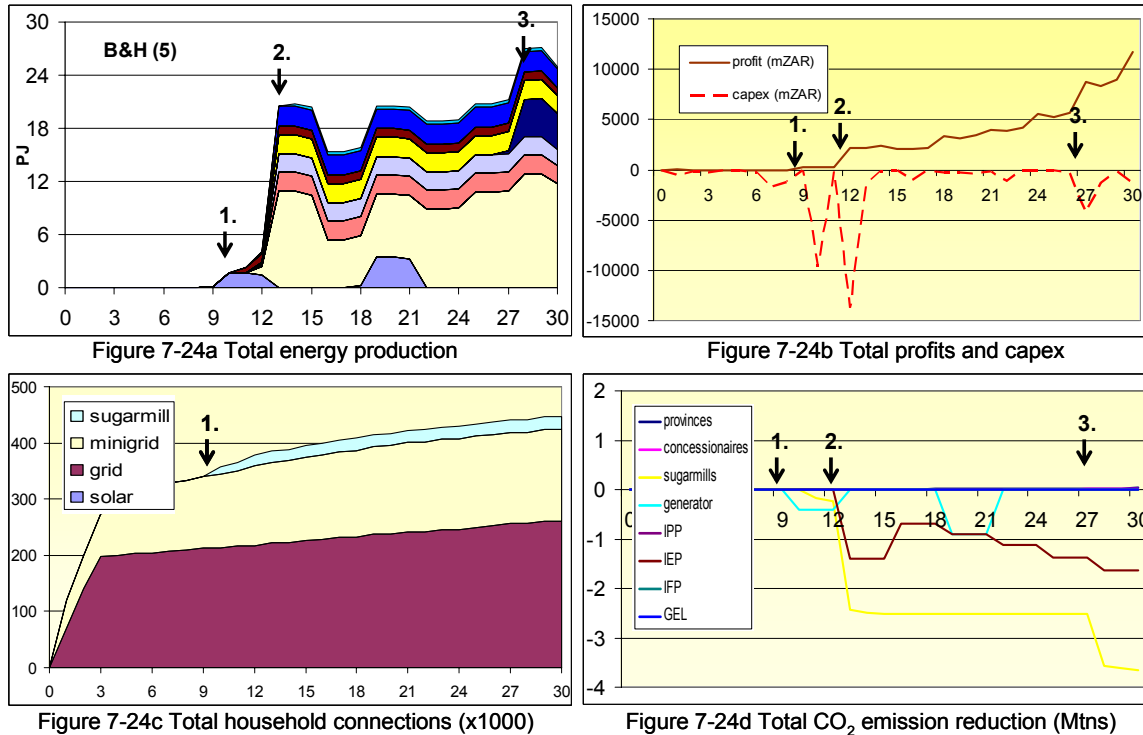 30
24
18
12
6
0
PJ
B&H (5)
1.
2.
3.
0 3 6 9 12 15 18 21 24 27 30
Figure 7-24a Total energy production
15000
10000
5000
0
-5000
-10000
-15000
profit (mZAR)
capex (mZAR)
1.
2.
3.
0 3 6 9 12 15 18 21 24 27 30
Figure 7-24b Total profits and capex
500
400
300
200
100
0
sugarmill
minigrid
grid
solar
1.
0 3 6 9 12 15 18 21 24 27 30
Figure 7-24c Total household connections (x1000)
2
1
0
-1
-2
-3
-4
provinces
concessionaires
sugarmills
generator
IPP
IEP
IFP
GEL
1.
2.
3.
9 12 15 18 21 24 27 30
Figure 7-24d Total CO2 emission reduction (Mtns)